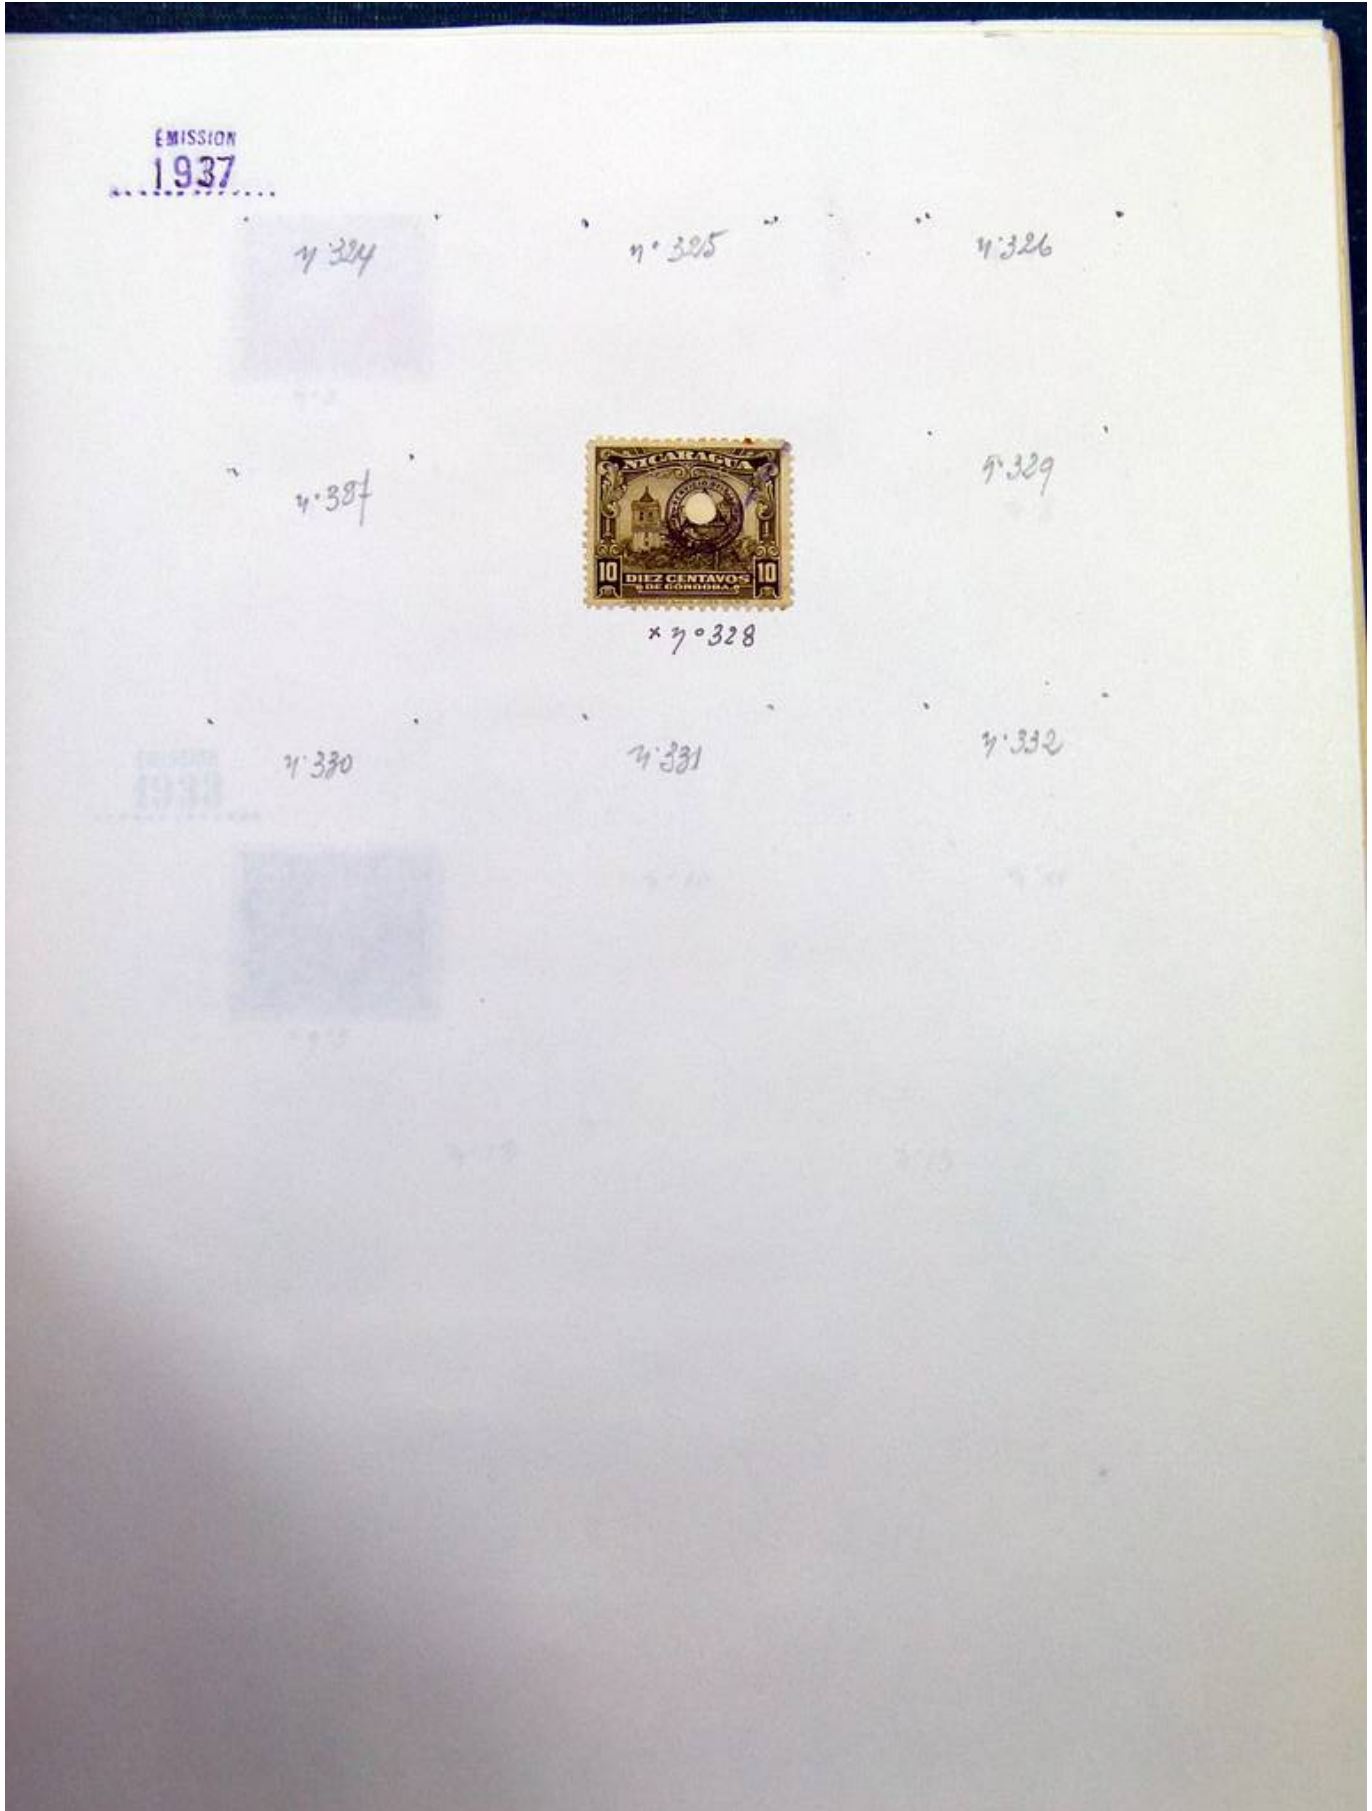 ÉMISSION
1937
n° 324
n° 325
n° 326
n° 327
NICARAGUA
10 DIEZ CENTAVOS 10
DE CORDOBA
x n° 328
n° 329
n° 330
n° 331
n° 332